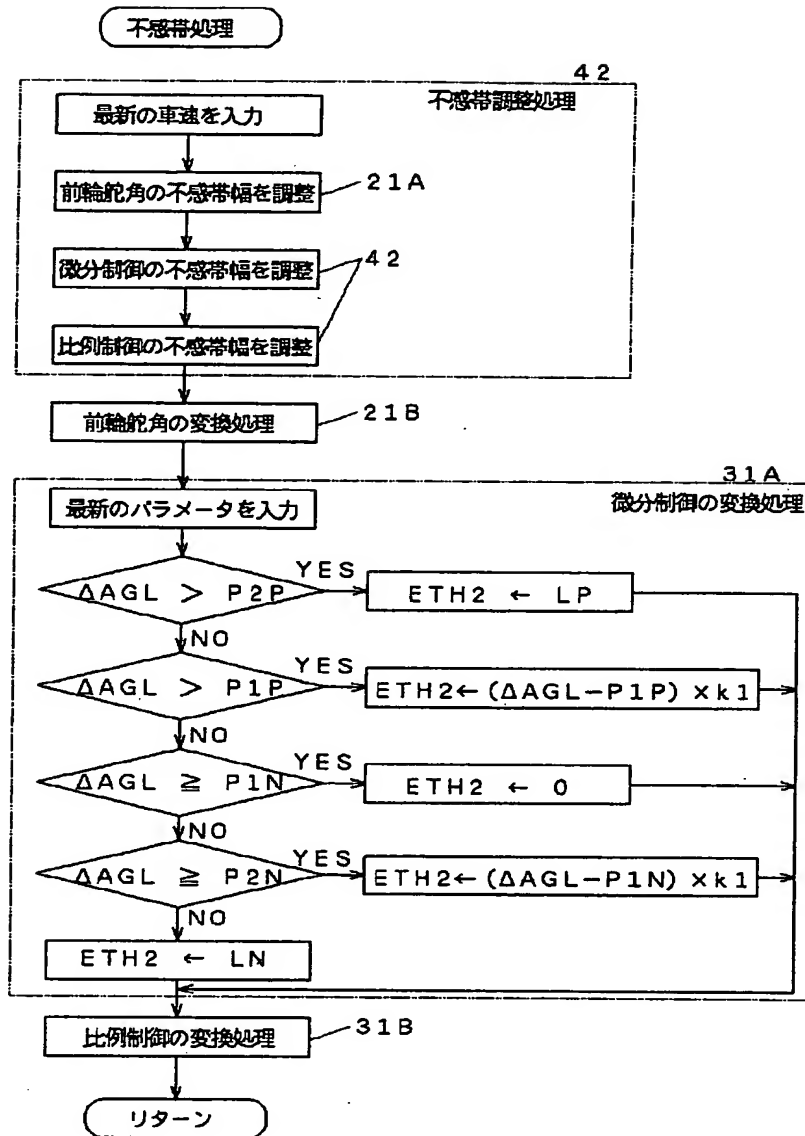 不感帯処理
42
不感帯調整処理
最新の車速を入力
前輪舵角の不感帯幅を調整
21A
微分制御の不感帯幅を調整
42
比例制御の不感帯幅を調整
前輪舵角の変換処理
21B
31A
微分制御の変換処理
最新のパラメータを入力
ΔAGL > P2P
YES
ETH2 ← LP
NO
ΔAGL > P1P
YES
ETH2←(ΔAGL-P1P)×k1
NO
ΔAGL ≧ P1N
YES
ETH2 ← 0
NO
ΔAGL ≧ P2N
YES
ETH2←(ΔAGL-P1N)×k1
NO
ETH2 ← LN
比例制御の変換処理
31B
リターン